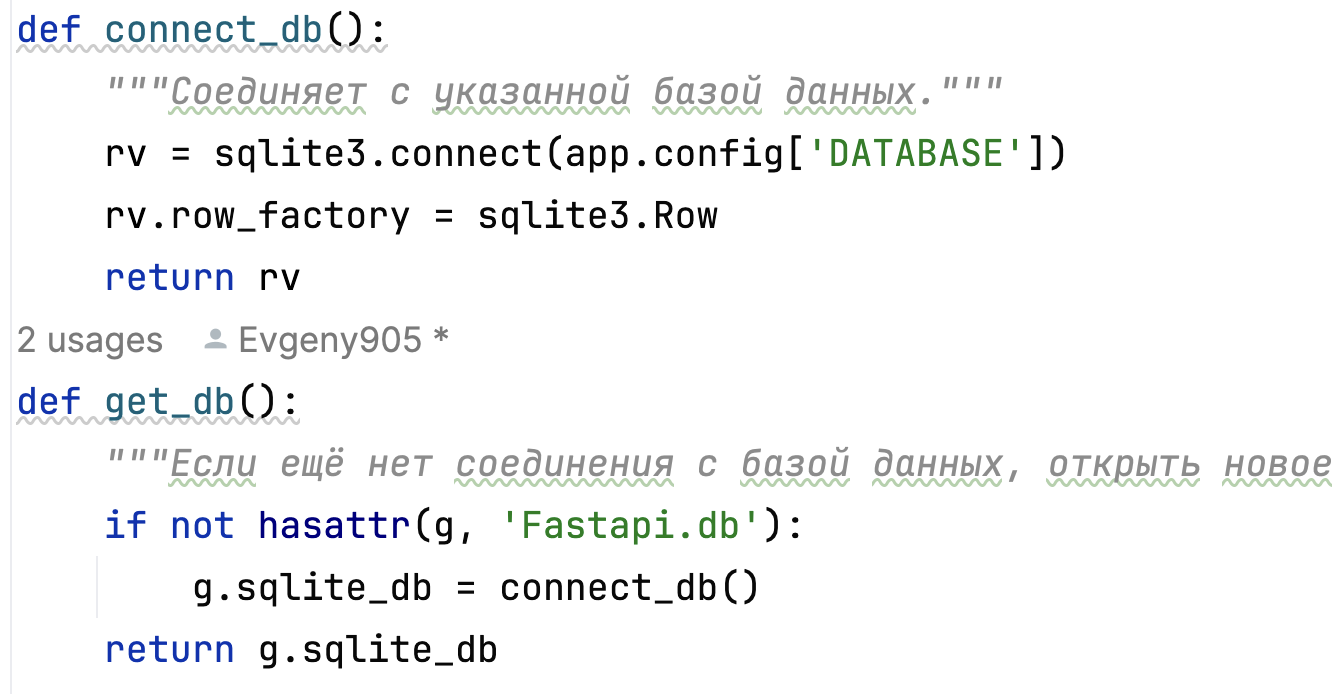 def connect_db():
    """Соединяет с указанной базой данных."""
    rv = sqlite3.connect(app.config['DATABASE'])
    rv.row_factory = sqlite3.Row
    return rv
2 usages Evgeny905 *
def get_db():
    """Если ещё нет соединения с базой данных, открыть новое
    if not hasattr(g, 'Fastapi.db'):
        g.sqlite_db = connect_db()
    return g.sqlite_db